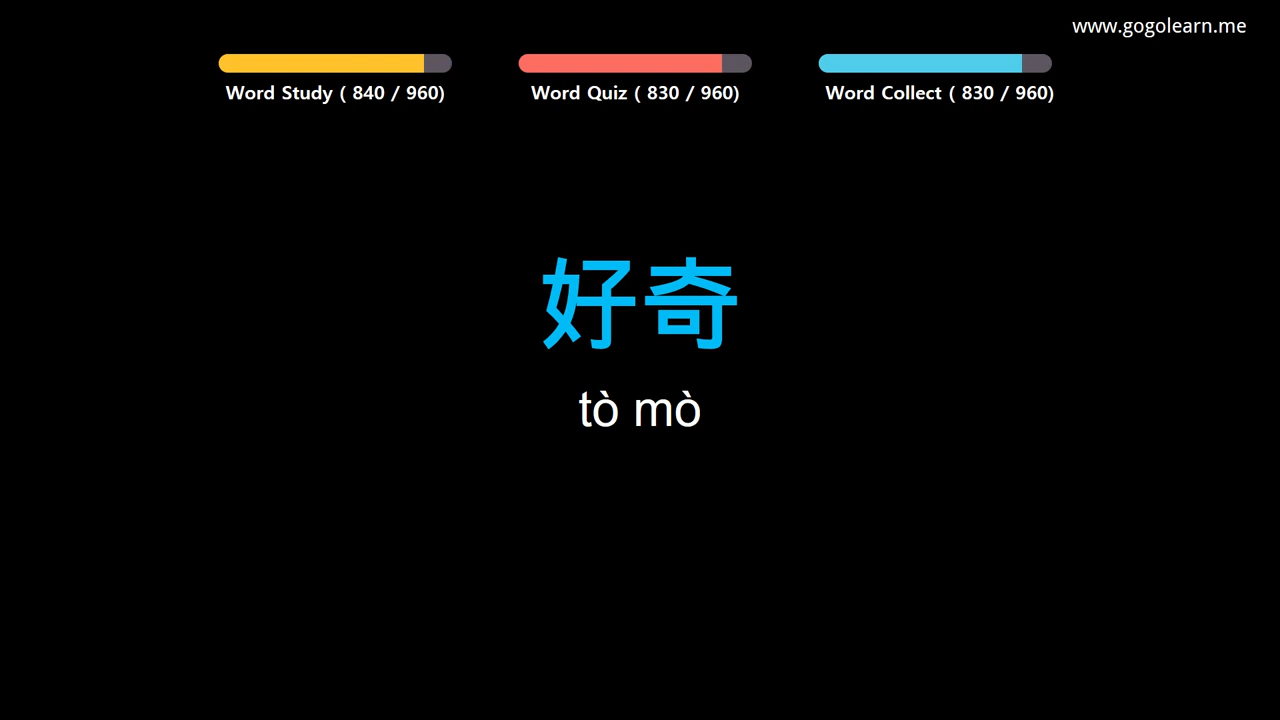 www.gogolearn.me
Word Study ( 840 / 960)
Word Quiz ( 830 / 960)
Word Collect ( 830 / 960)
好奇
tò mò